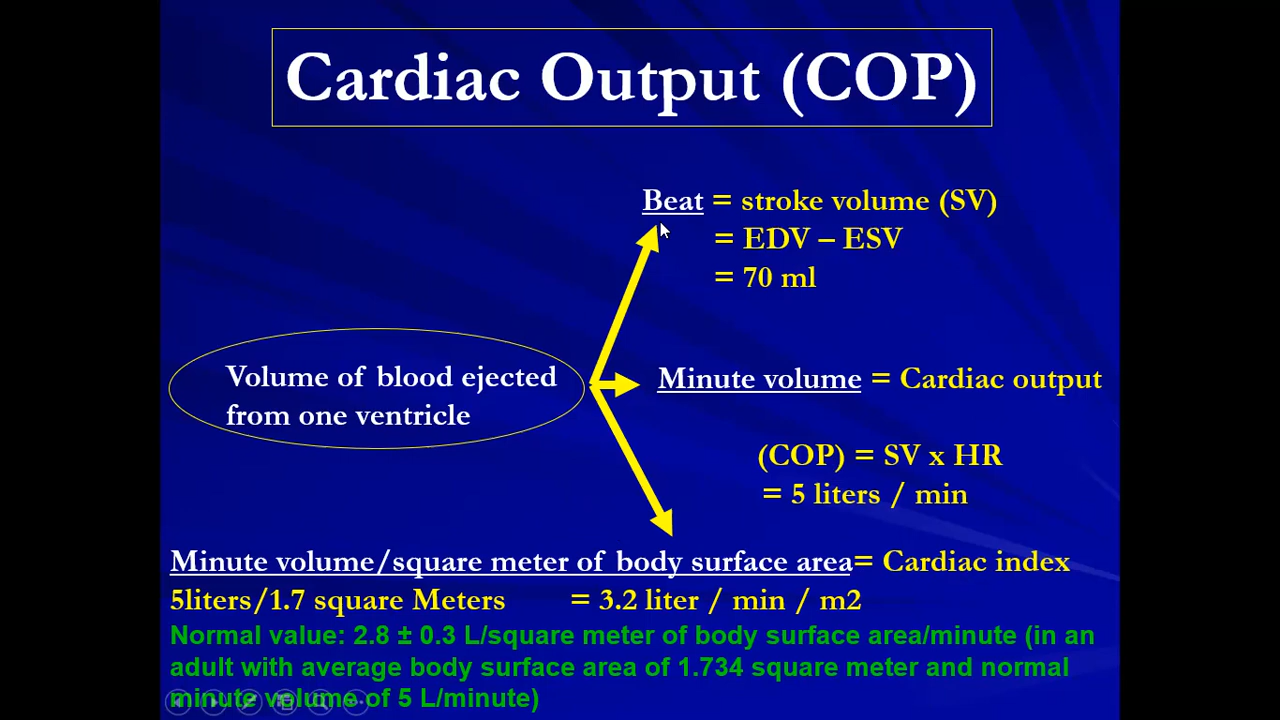 Cardiac Output (COP)
Beat = stroke volume (SV)
= EDV – ESV
= 70 ml
Volume of blood ejected
from one ventricle
Minute volume = Cardiac output
(COP) = SV x HR
= 5 liters / min
Minute volume/square meter of body surface area= Cardiac index
5liters/1.7 square Meters = 3.2 liter / min / m2
Normal value: 2.8 ± 0.3 L/square meter of body surface area/minute (in an
adult with average body surface area of 1.734 square meter and normal
minute volume of 5 L/minute)